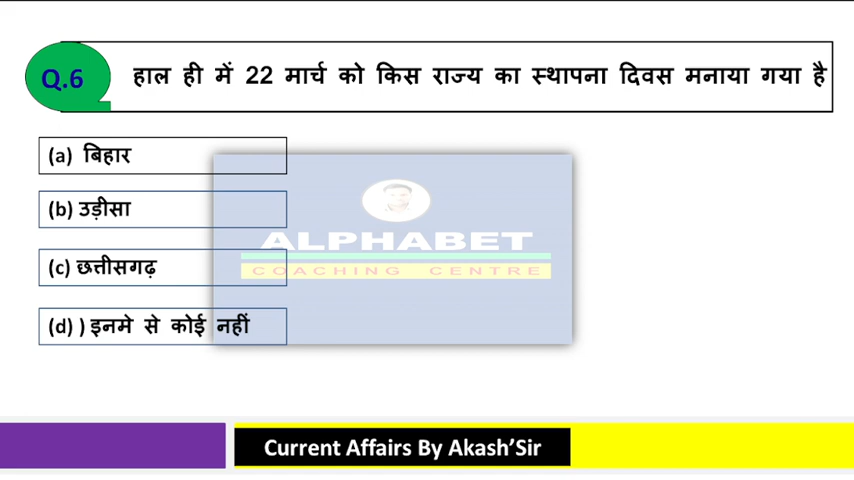 Q.6 हाल ही में 22 मार्च को किस राज्य का स्थापना दिवस मनाया गया है
(a) बिहार
(b) उड़ीसा
(c) छत्तीसगढ़
(d) ) इनमे से कोई नहीं
ALPHABET
COACHING CENTRE
Current Affairs By Akash’Sir